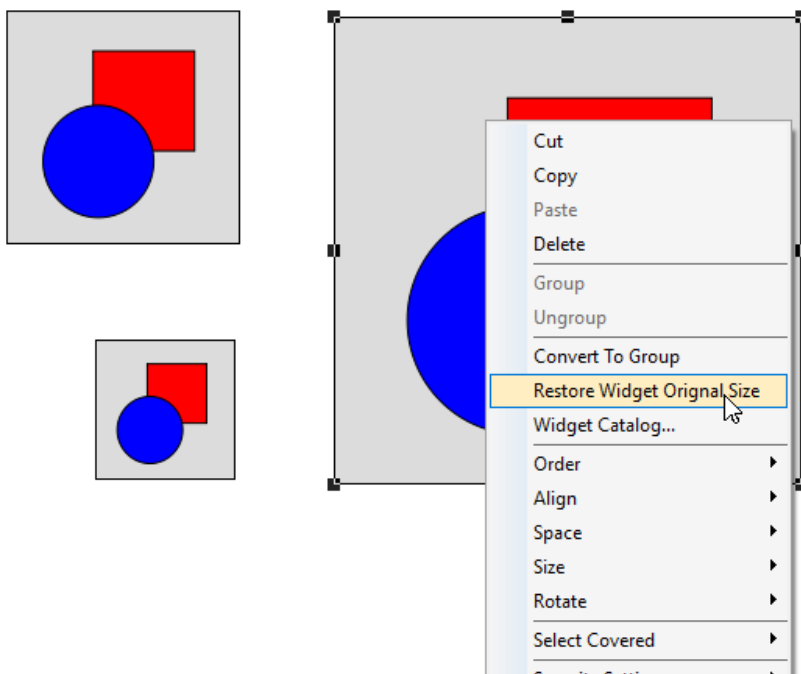 Cut
Copy
Paste
Delete
Group
Ungroup
Convert To Group
Restore Widget Orignal Size
Widget Catalog...
Order
Align
Space
Size
Rotate
Select Covered